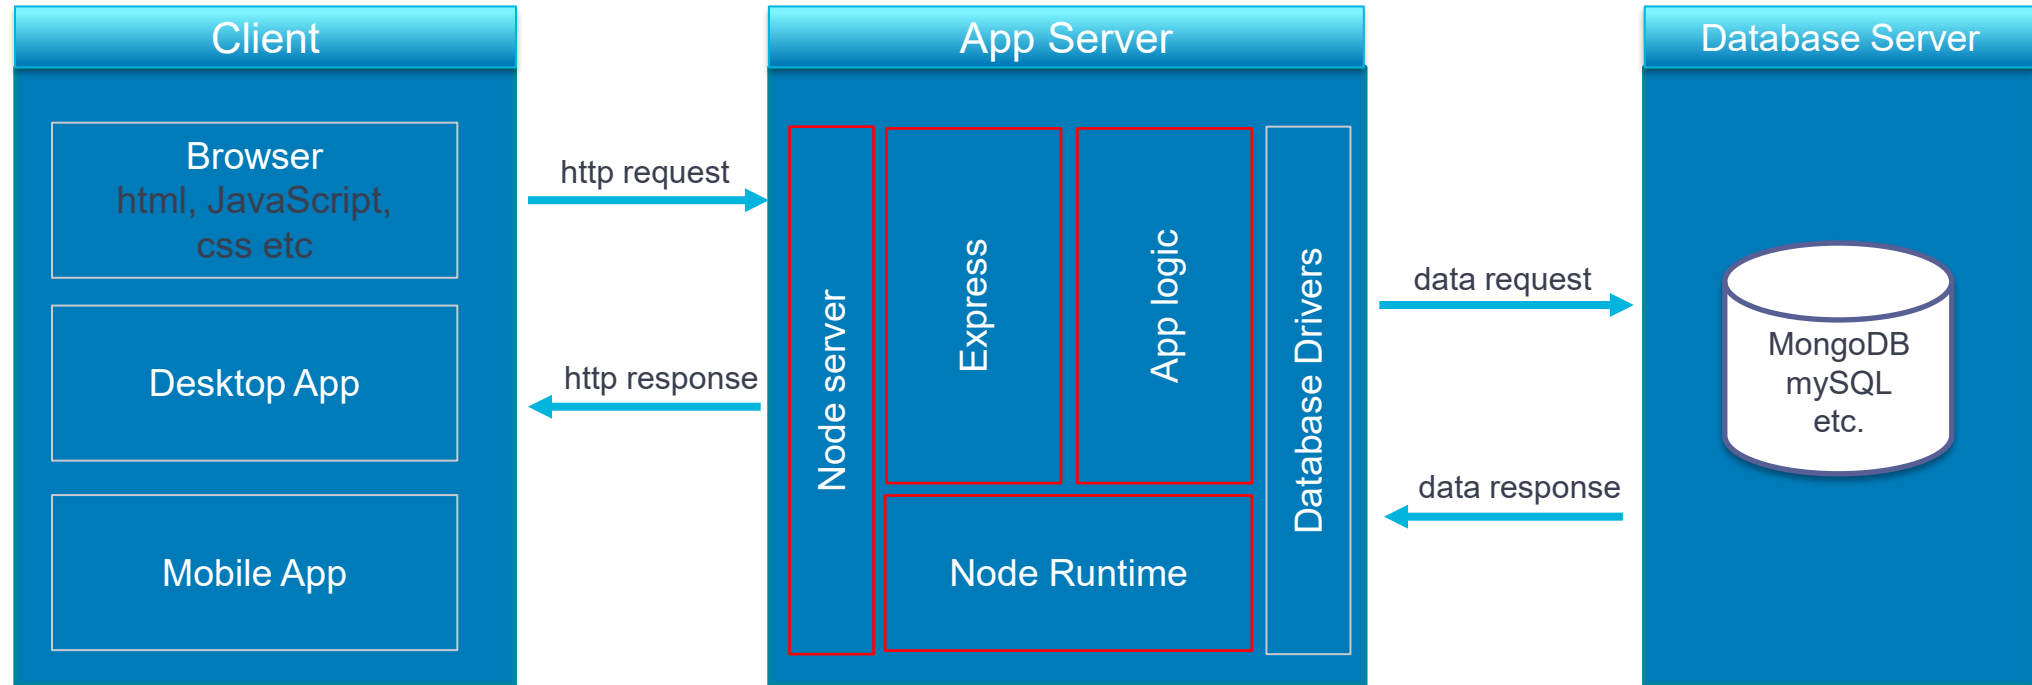 Client
Browser
html, JavaScript,
css etc
Desktop App
Mobile App
http request
http response
App Server
Node server
Express
App logic
Node Runtime
Database Drivers
data request
data response
Database Server
MongoDB
mySQL
etc.